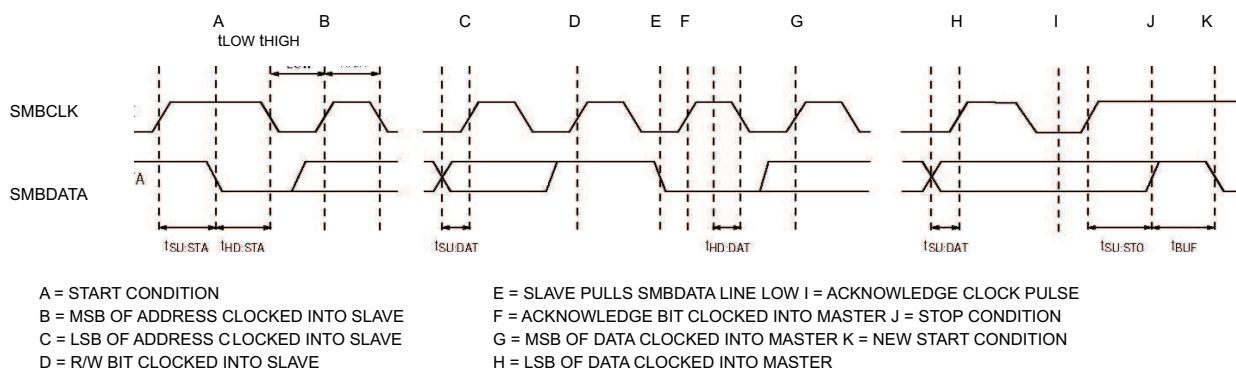 A B C D E F G H I J K
tLOW tHIGH
SMBCLK
SMBDATA
tSU:STA tHD:STA tSU:DAT tHD:DAT tSU:DAT tSU:STO tBUF
A = START CONDITION
B = MSB OF ADDRESS CLOCKED INTO SLAVE
C = LSB OF ADDRESS CLOCKED INTO SLAVE
D = R/W BIT CLOCKED INTO SLAVE
E = SLAVE PULLS SMBDATA LINE LOW I = ACKNOWLEDGE CLOCK PULSE
F = ACKNOWLEDGE BIT CLOCKED INTO MASTER J = STOP CONDITION
G = MSB OF DATA CLOCKED INTO MASTER K = NEW START CONDITION
H = LSB OF DATA CLOCKED INTO MASTER